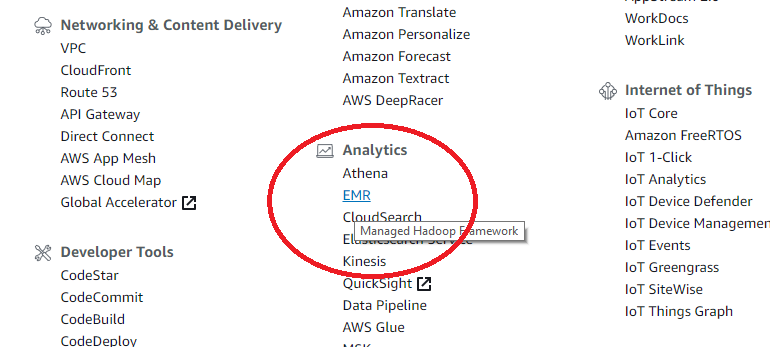 Networking & Content Delivery
VPC
CloudFront
Route 53
API Gateway
Direct Connect
AWS App Mesh
AWS Cloud Map
Global Accelerator
Developer Tools
CodeStar
CodeCommit
CodeBuild
CodeDeploy
Amazon Translate
Amazon Personalize
Amazon Forecast
Amazon Textract
AWS DeepRacer
Analytics
Athena
EMR
CloudSearch
Managed Hadoop Framework
Elasticsearch Service
Kinesis
QuickSight
Data Pipeline
AWS Glue
MSK
WorkDocs
WorkLink
Internet of Things
IoT Core
Amazon FreeRTOS
IoT 1-Click
IoT Analytics
IoT Device Defender
IoT Device Managemen
IoT Events
IoT Greengrass
IoT SiteWise
IoT Things Graph